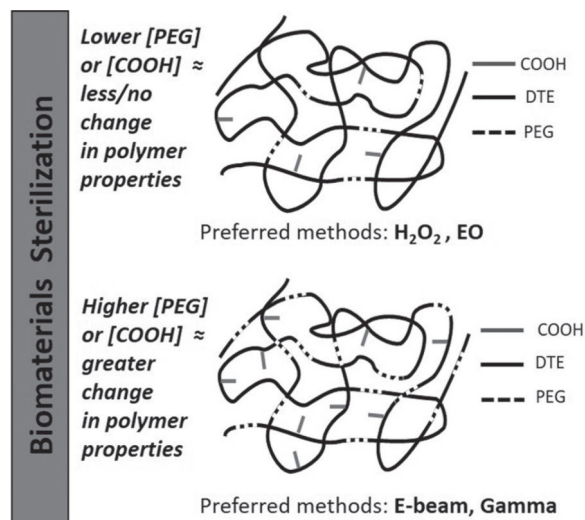 Biomaterials Sterilization
Lower [PEG]
or [COOH] ≈
less/no
change
in polymer
properties
COOH
DTE
PEG
Preferred methods: H₂O₂ , EO
Higher [PEG]
or [COOH] ≈
greater
change
in polymer
properties
COOH
DTE
PEG
Preferred methods: E-beam, Gamma